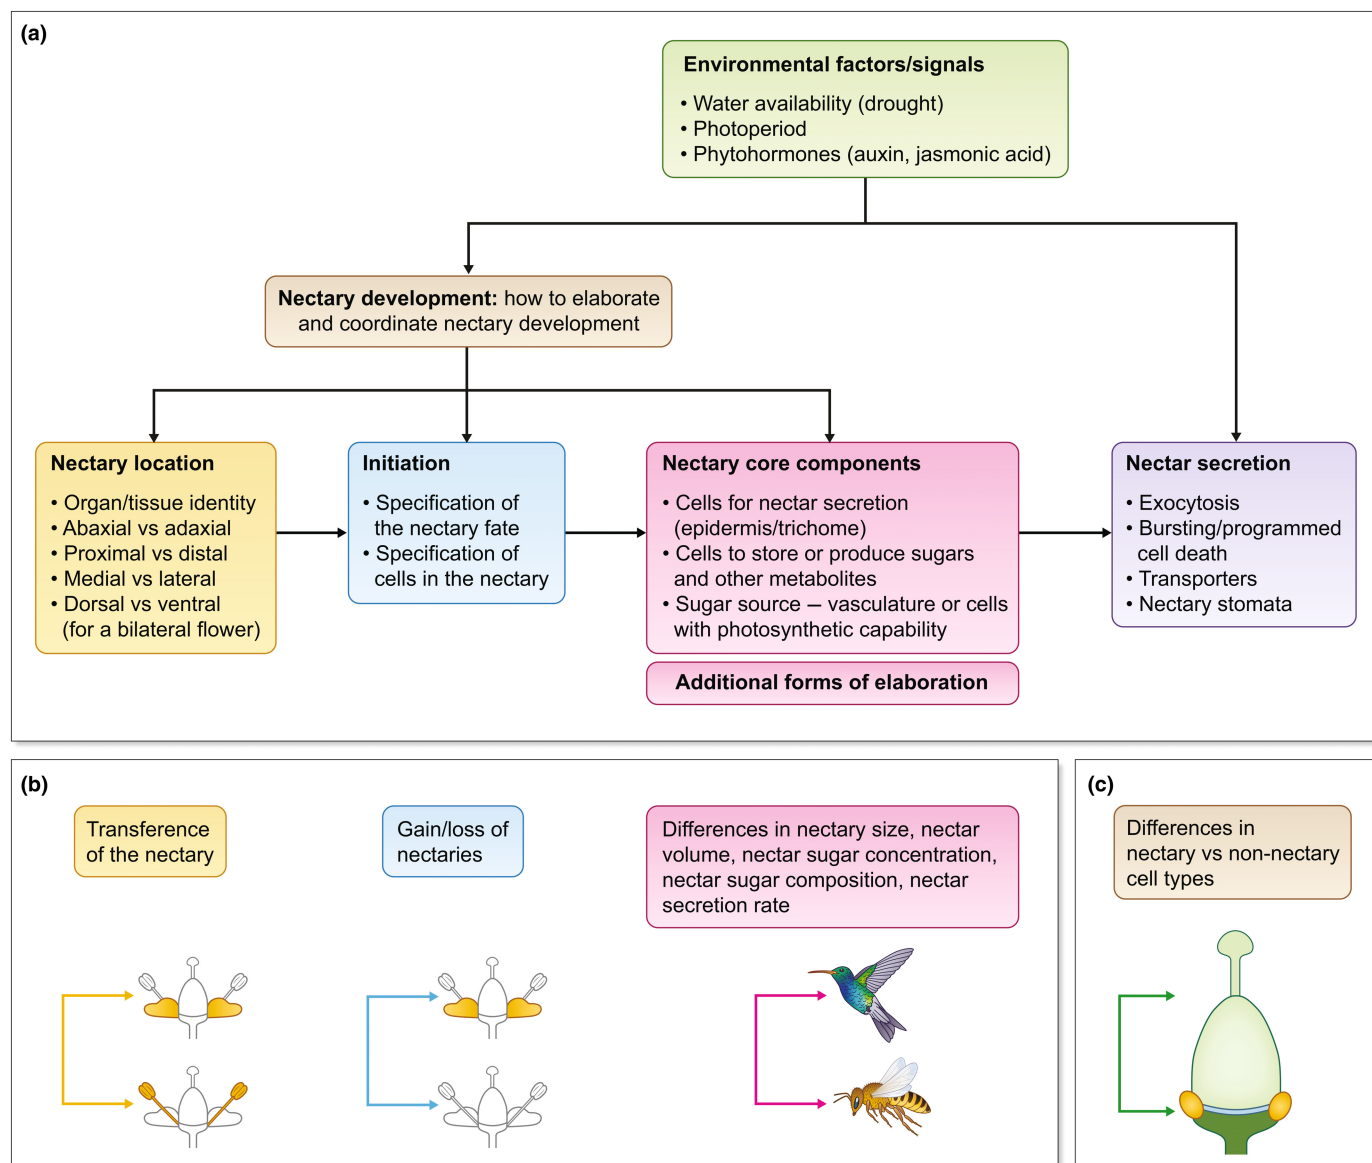 (a)
Environmental factors/signals
• Water availability (drought)
• Photoperiod
• Phytohormones (auxin, jasmonic acid)
Nectary development: how to elaborate
and coordinate nectary development
Nectary location
• Organ/tissue identity
• Abaxial vs adaxial
• Proximal vs distal
• Medial vs lateral
• Dorsal vs ventral
(for a bilateral flower)
Initiation
• Specification of
the nectary fate
• Specification of
cells in the nectary
Nectary core components
• Cells for nectar secretion
(epidermis/trichome)
• Cells to store or produce sugars
and other metabolites
• Sugar source – vasculature or cells
with photosynthetic capability
Additional forms of elaboration
Nectar secretion
• Exocytosis
• Bursting/programmed
cell death
• Transporters
• Nectary stomata
(b)
Transference
of the nectary
Gain/loss of
nectaries
Differences in nectary size, nectar
volume, nectar sugar concentration,
nectar sugar composition, nectar
secretion rate
(c)
Differences in
nectary vs non-nectary
cell types